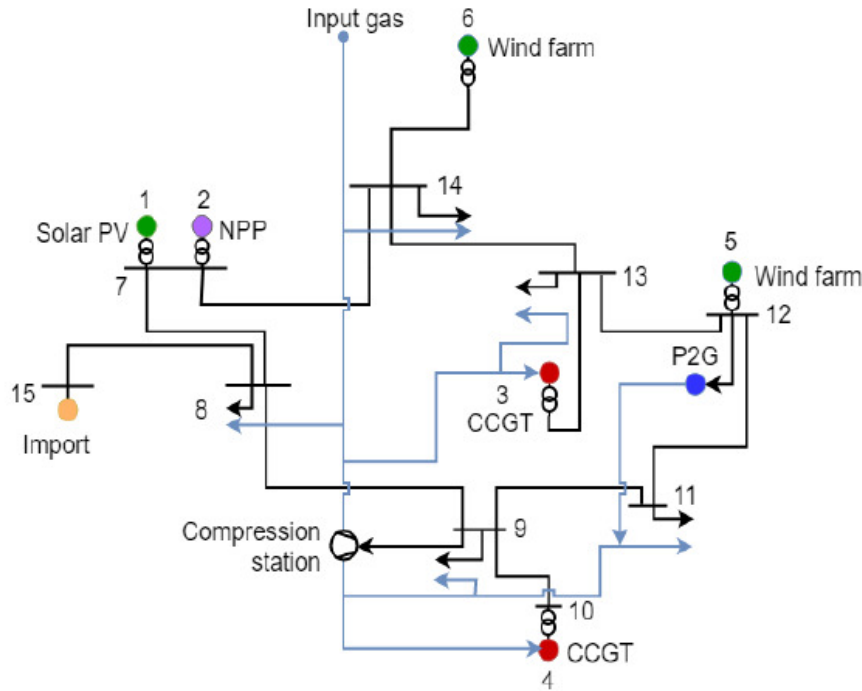 Input gas
6
Wind farm
14
1
2
Solar PV
NPP
7
5
Wind farm
13
12
P2G
3
CCGT
15
8
Import
11
Compression
station
9
10
CCGT
4